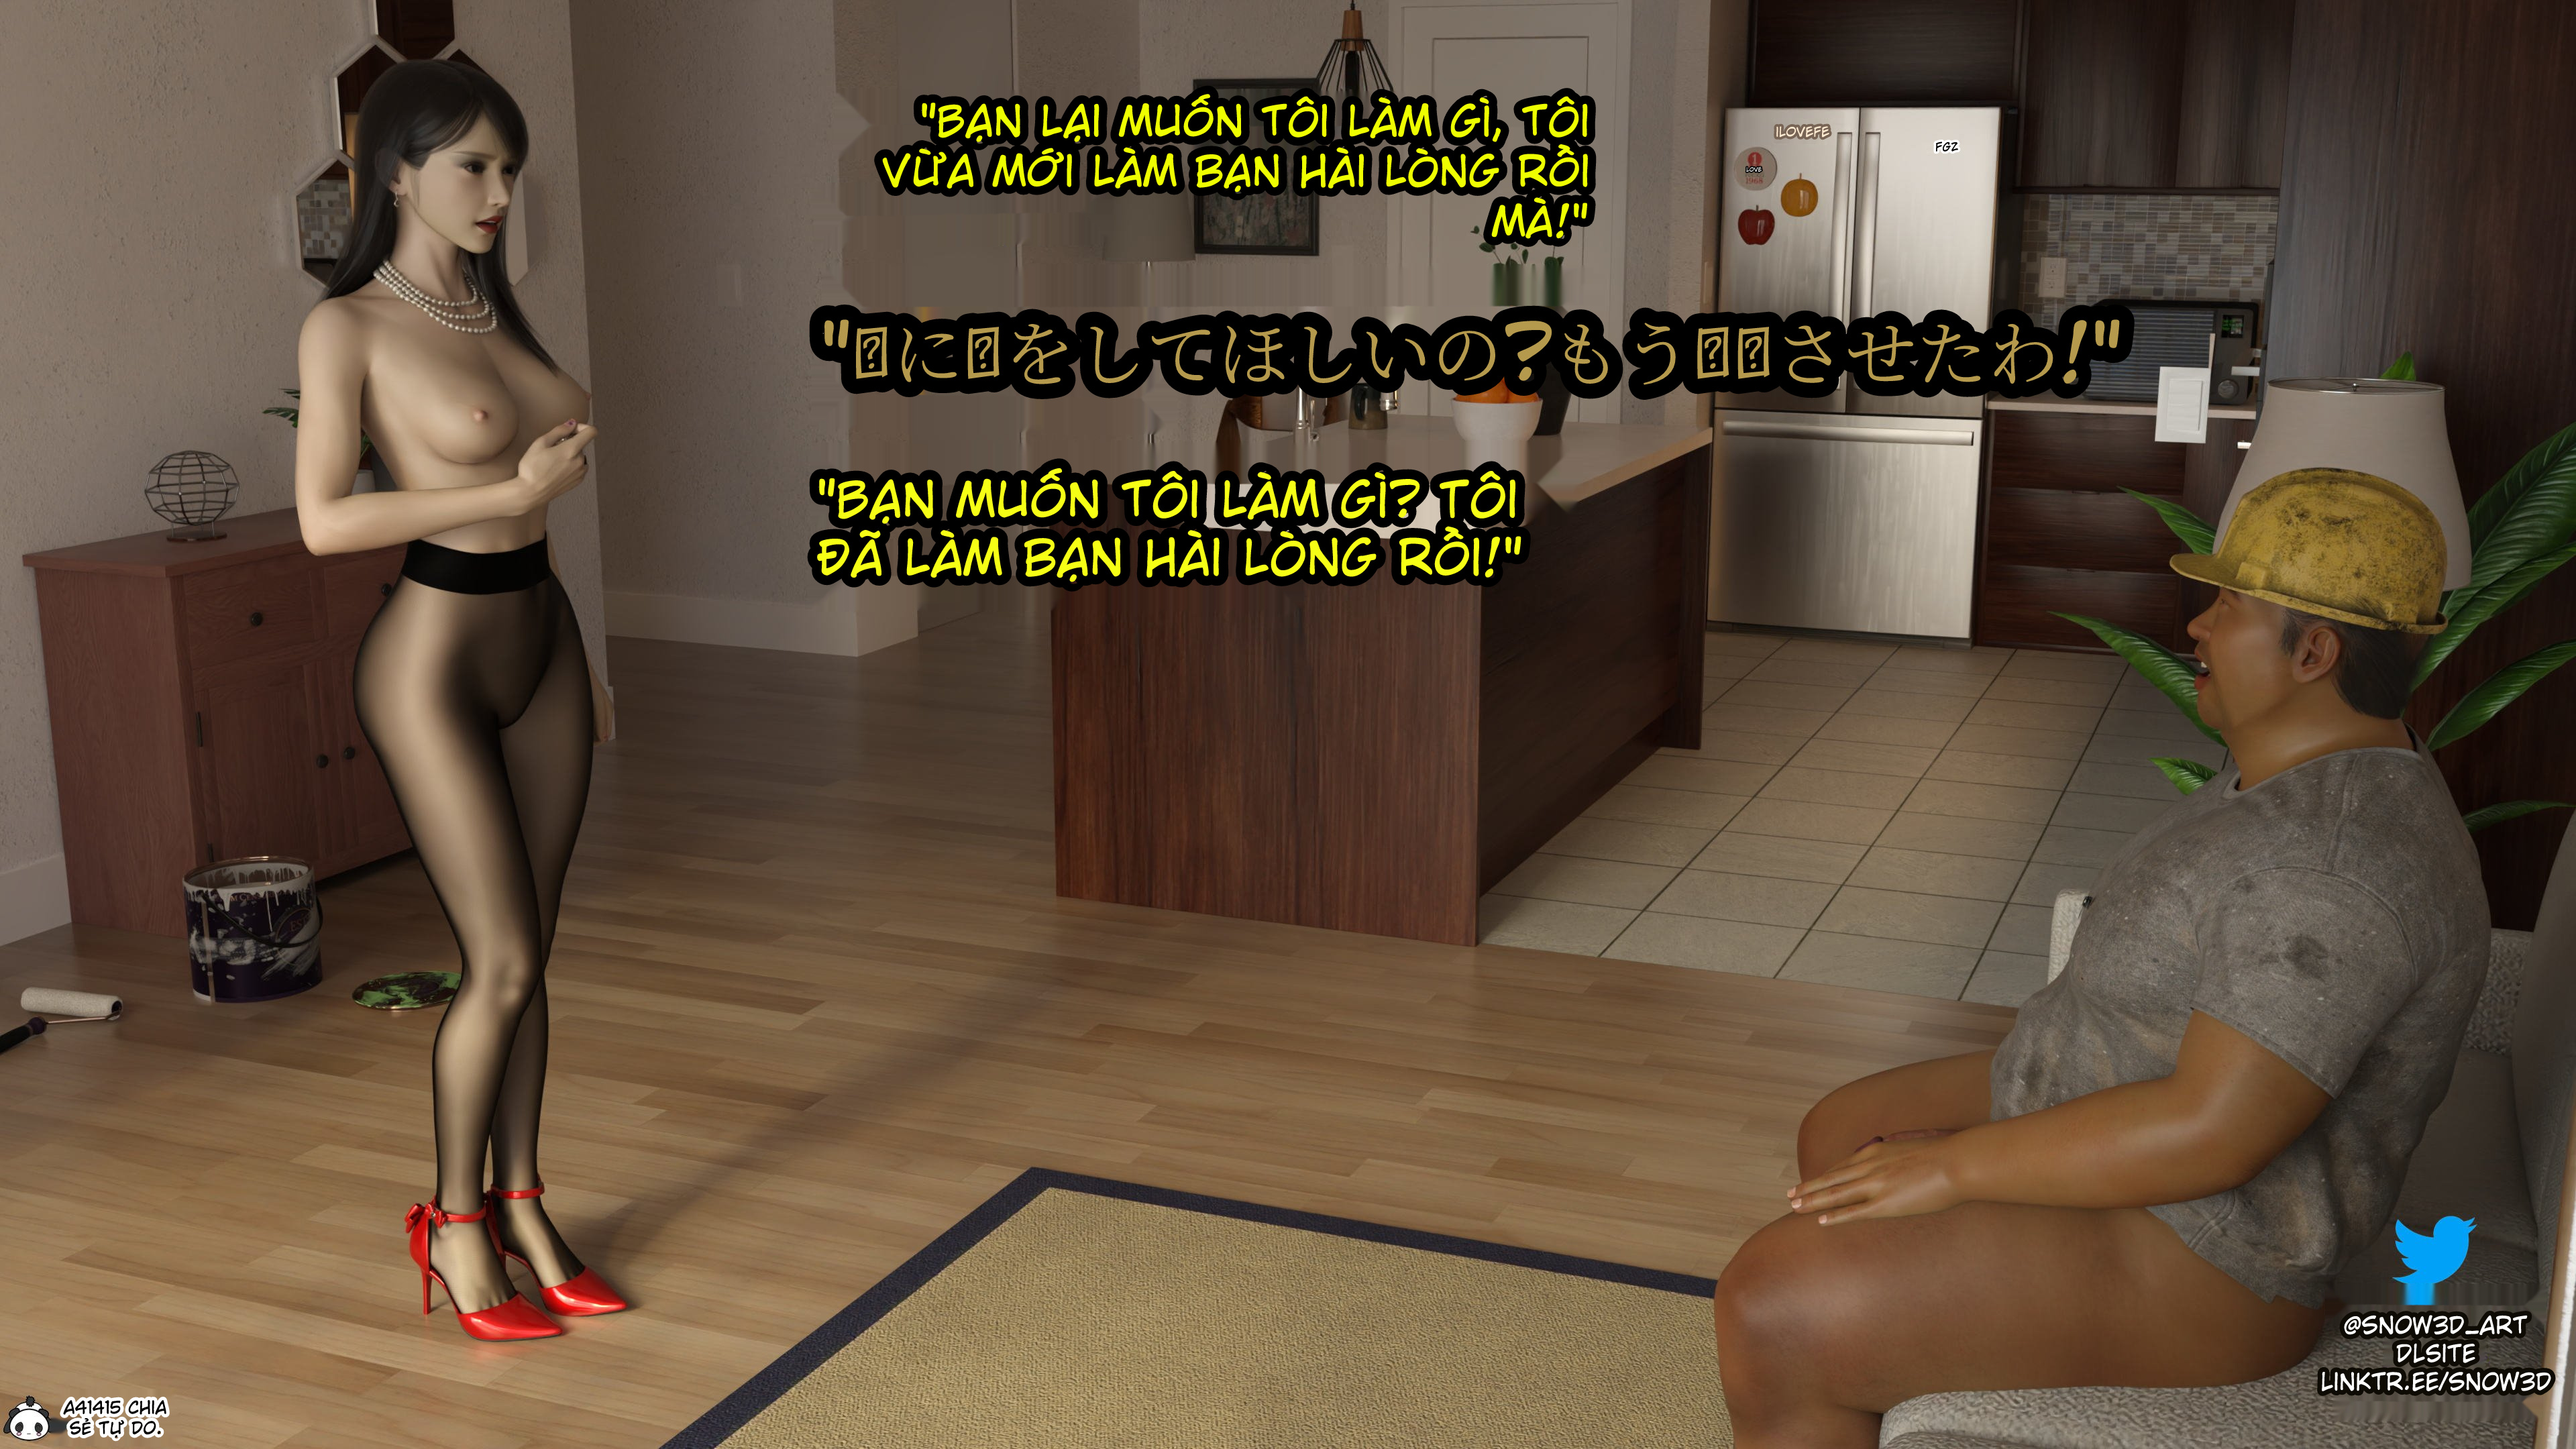 "BẠN LẠI MUỐN TÔI LÀM GÌ, TÔI
VỪA MỚI LÀM BẠN HÀI LÒNG RỒI
MÀ!"
ILOVEFE
FGZ
LOVE
"に をしてほしいの?もう させたわ!"
"BẠN MUỐN TÔI LÀM GÌ? TÔI
ĐÃ LÀM BẠN HÀI LÒNG RỒI!"
@SNOW3D_ART
DLSITE
LINKTR.EE/SNOW3D
A41415 CHIA
SẺ TỰ DO.